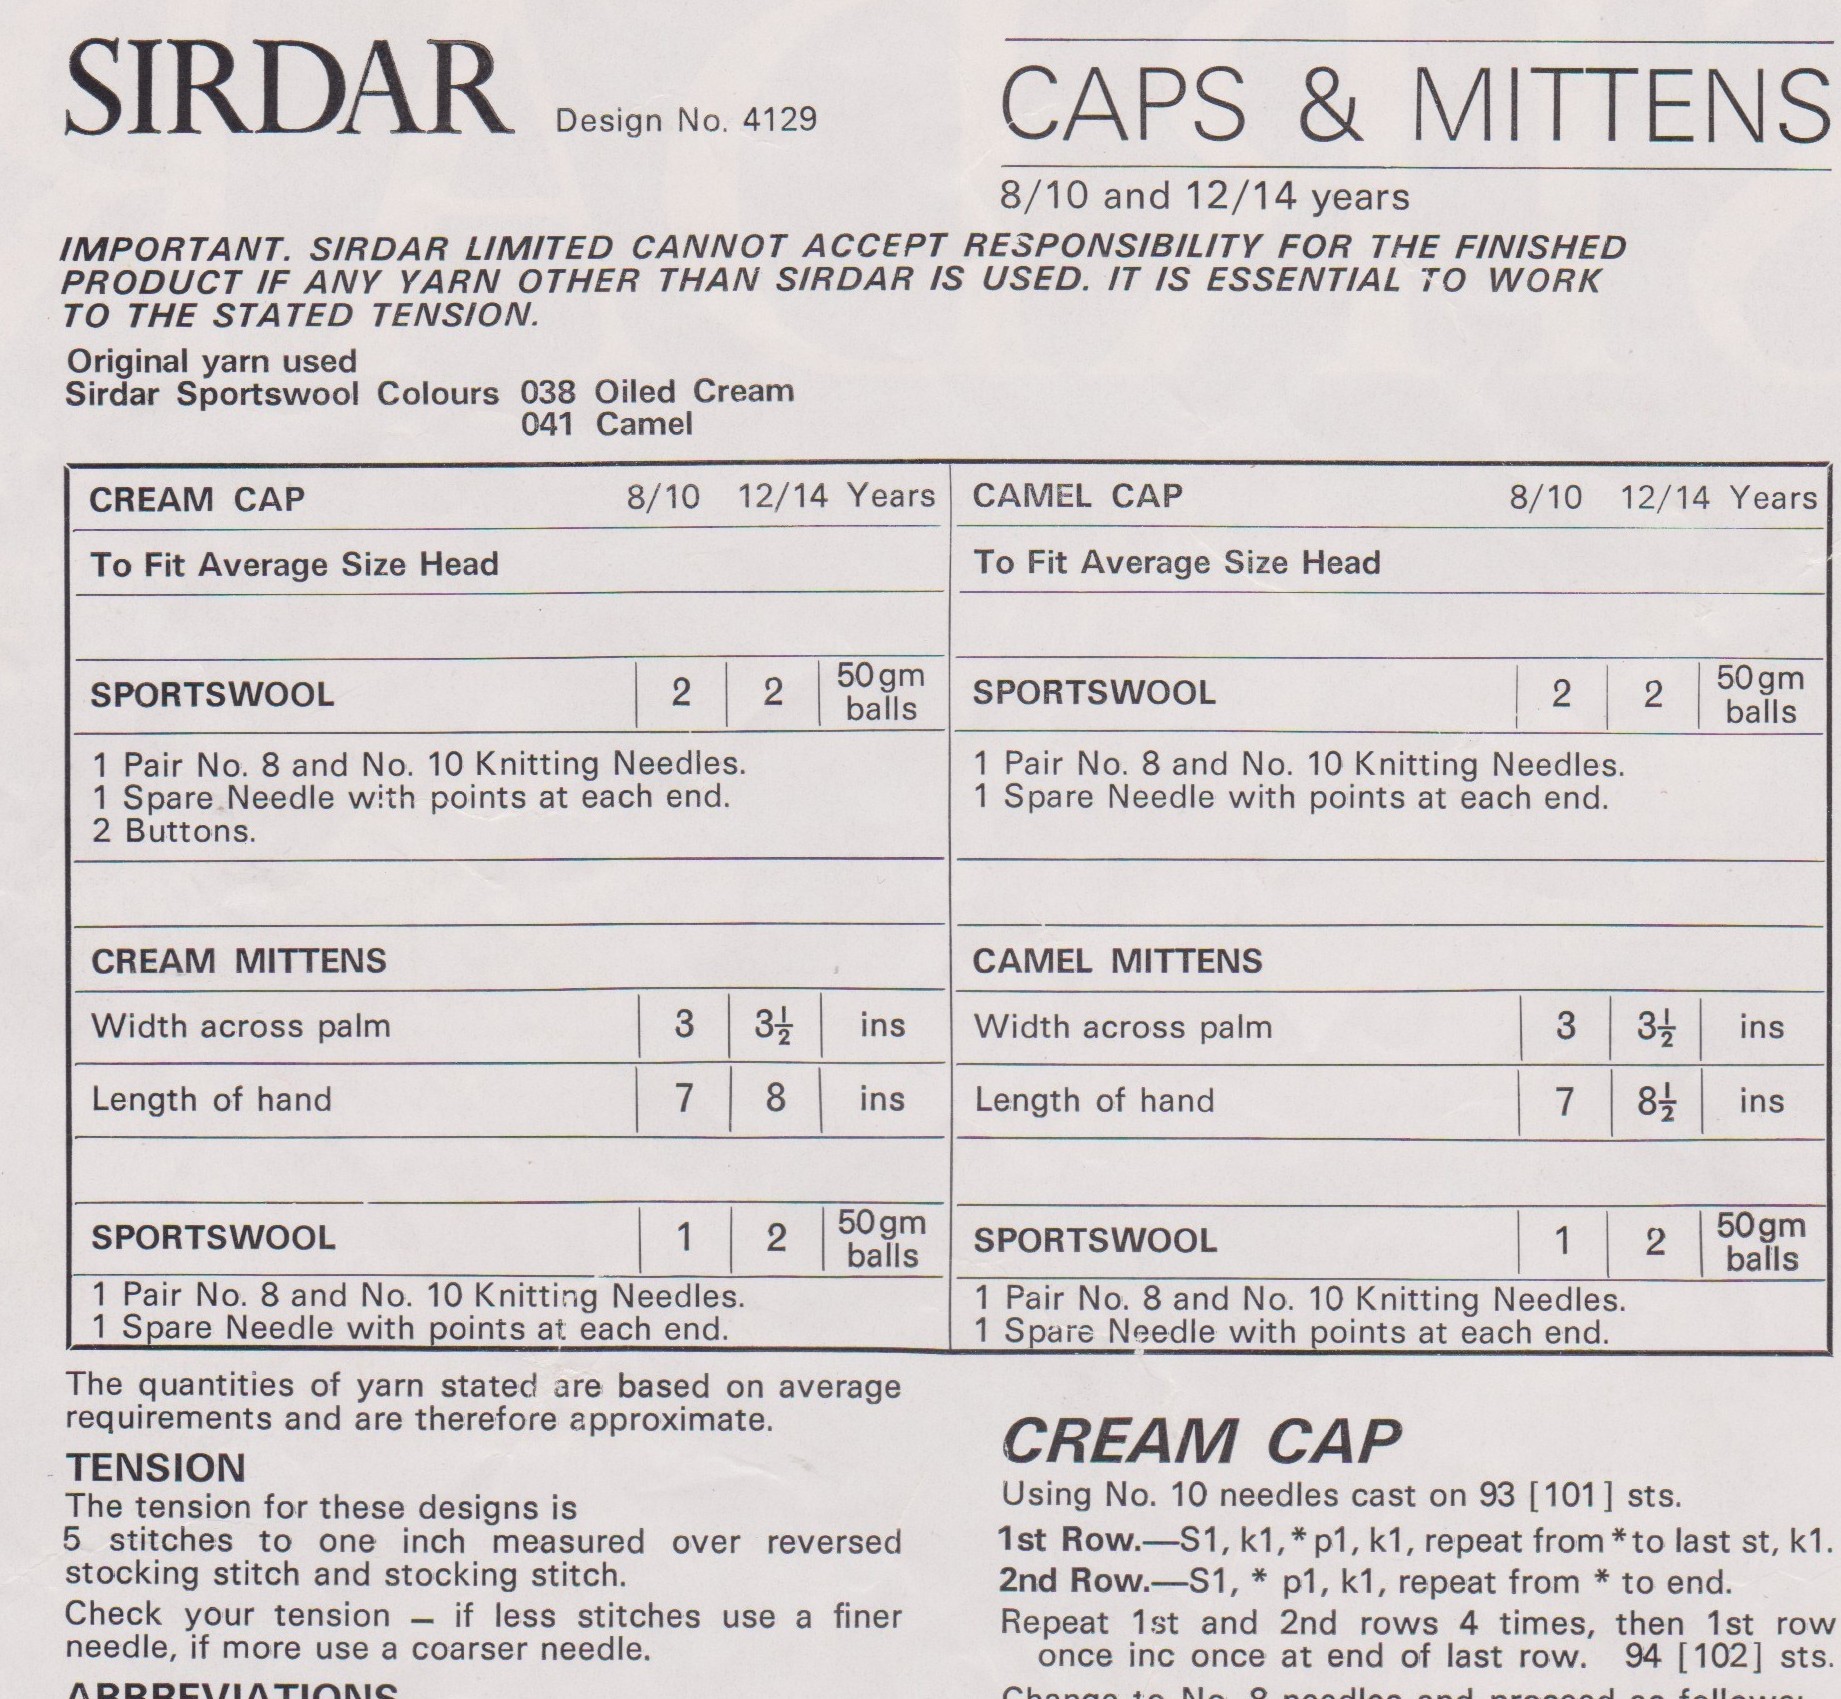 SIRDAR Design No. 4129
CAPS & MITTENS
8/10 and 12/14 years
IMPORTANT. SIRDAR LIMITED CANNOT ACCEPT RESPONSIBILITY FOR THE FINISHED
PRODUCT IF ANY YARN OTHER THAN SIRDAR IS USED. IT IS ESSENTIAL TO WORK
TO THE STATED TENSION.
Original yarn used
Sirdar Sportswool Colours 038 Oiled Cream
041 Camel
CREAM CAP 8/10 12/14 Years
To Fit Average Size Head
SPORTSWOOL 2 2 50gm balls
1 Pair No. 8 and No. 10 Knitting Needles.
1 Spare Needle with points at each end.
2 Buttons.
CREAM MITTENS
Width across palm 3 3½ ins
Length of hand 7 8 ins
SPORTSWOOL 1 2 50gm balls
1 Pair No. 8 and No. 10 Knitting Needles.
1 Spare Needle with points at each end.
CAMEL CAP 8/10 12/14 Years
To Fit Average Size Head
SPORTSWOOL 2 2 50gm balls
1 Pair No. 8 and No. 10 Knitting Needles.
1 Spare Needle with points at each end.
CAMEL MITTENS
Width across palm 3 3½ ins
Length of hand 7 8½ ins
SPORTSWOOL 1 2 50gm balls
1 Pair No. 8 and No. 10 Knitting Needles.
1 Spare Needle with points at each end.
The quantities of yarn stated are based on average
requirements and are therefore approximate.
TENSION
The tension for these designs is
5 stitches to one inch measured over reversed
stocking stitch and stocking stitch.
Check your tension – if less stitches use a finer
needle, if more use a coarser needle.
ABBREVIATIONS
CREAM CAP
Using No. 10 needles cast on 93 [101] sts.
1st Row.—S1, k1, * p1, k1, repeat from * to last st, k1.
2nd Row.—S1, * p1, k1, repeat from * to end.
Repeat 1st and 2nd rows 4 times, then 1st row
once inc once at end of last row. 94 [102] sts.
Change to No. 8 needles and proceed as follows:—